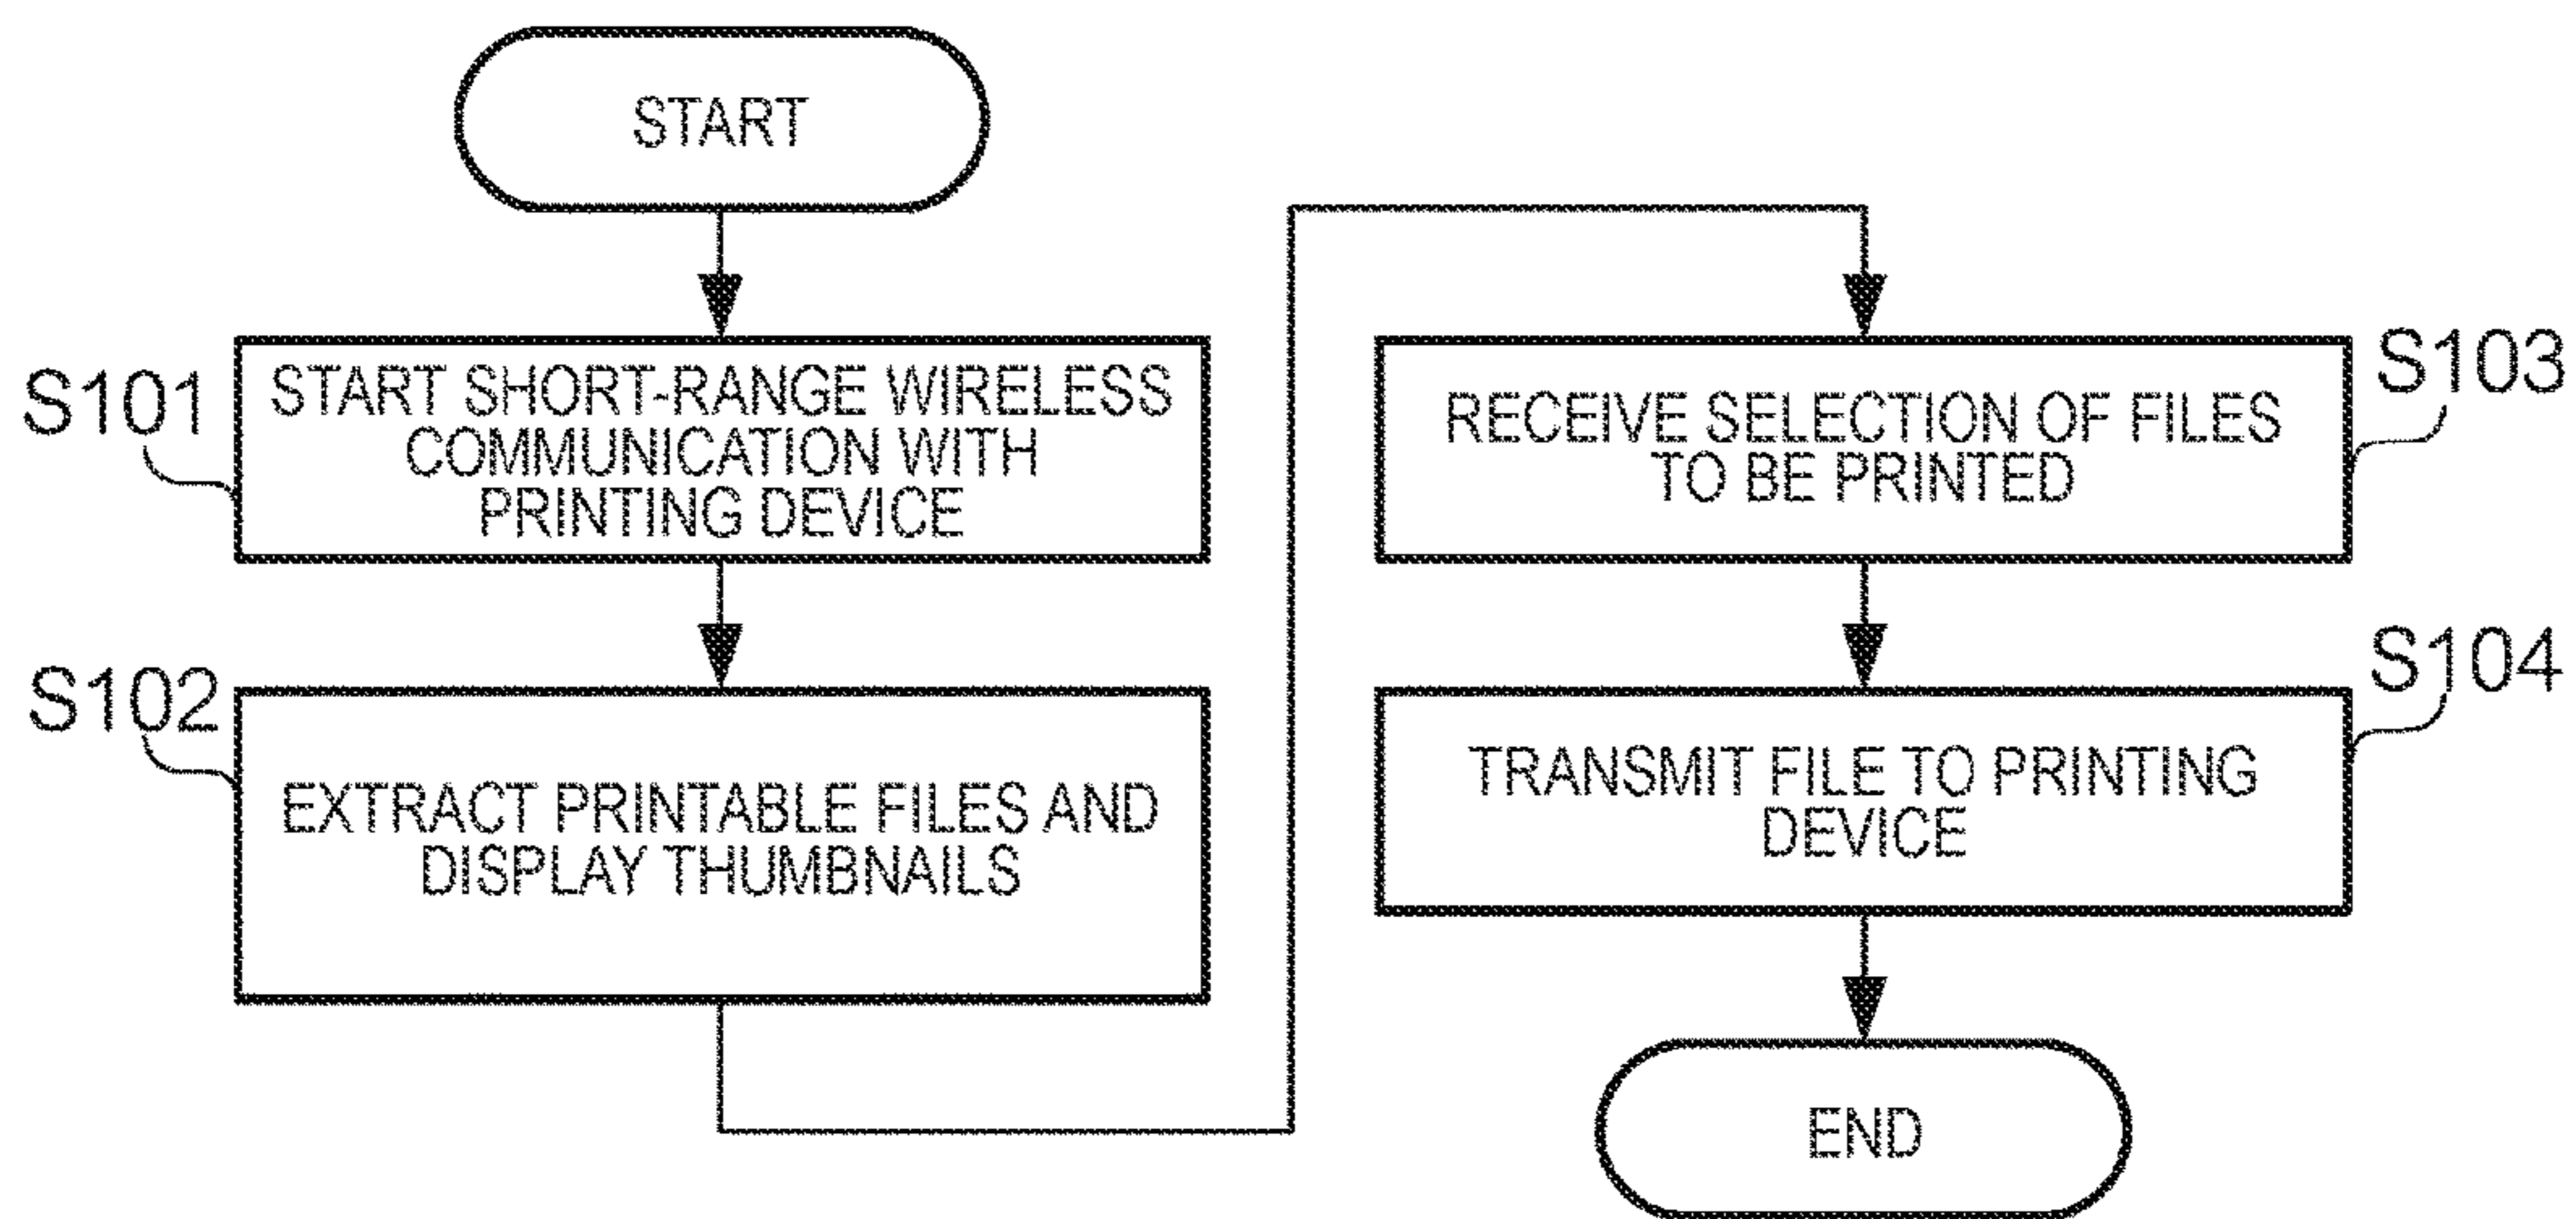 START
S101
START SHORT-RANGE WIRELESS
COMMUNICATION WITH
PRINTING DEVICE
S102
EXTRACT PRINTABLE FILES AND
DISPLAY THUMBNAILS
S103
RECEIVE SELECTION OF FILES
TO BE PRINTED
S104
TRANSMIT FILE TO PRINTING
DEVICE
END